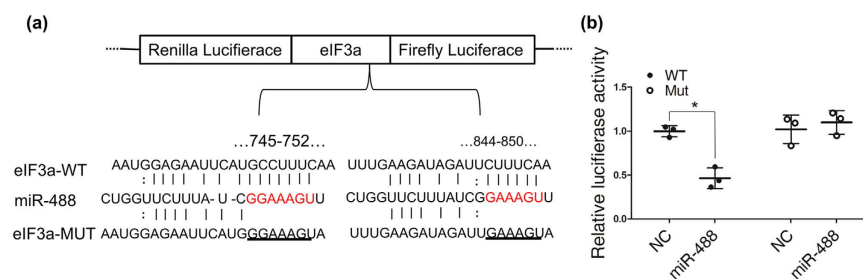 (a)
Renilla Lucifierace eIF3a Firefly Luciferace
...745-752... ...844-850...
eIF3a-WT AAUGGAGAAUUCAUGCCUUUCAA UUUGAAGAUAGAUUCUUUCAA
miR-488 CUGGUUCUUUA-U-CGGAAAGUU CUGGUUCUUUAUCGGAAAGUU
eIF3a-MUT AAUGGAGAAUUCAUGGGAAAGUA UUUGAAGAUAGAUUGAAAGUA
(b)
Relative lucifierase activity
WT
Mut
*
1.5
1.0
0.5
0.0
NC miR-488 NC miR-488